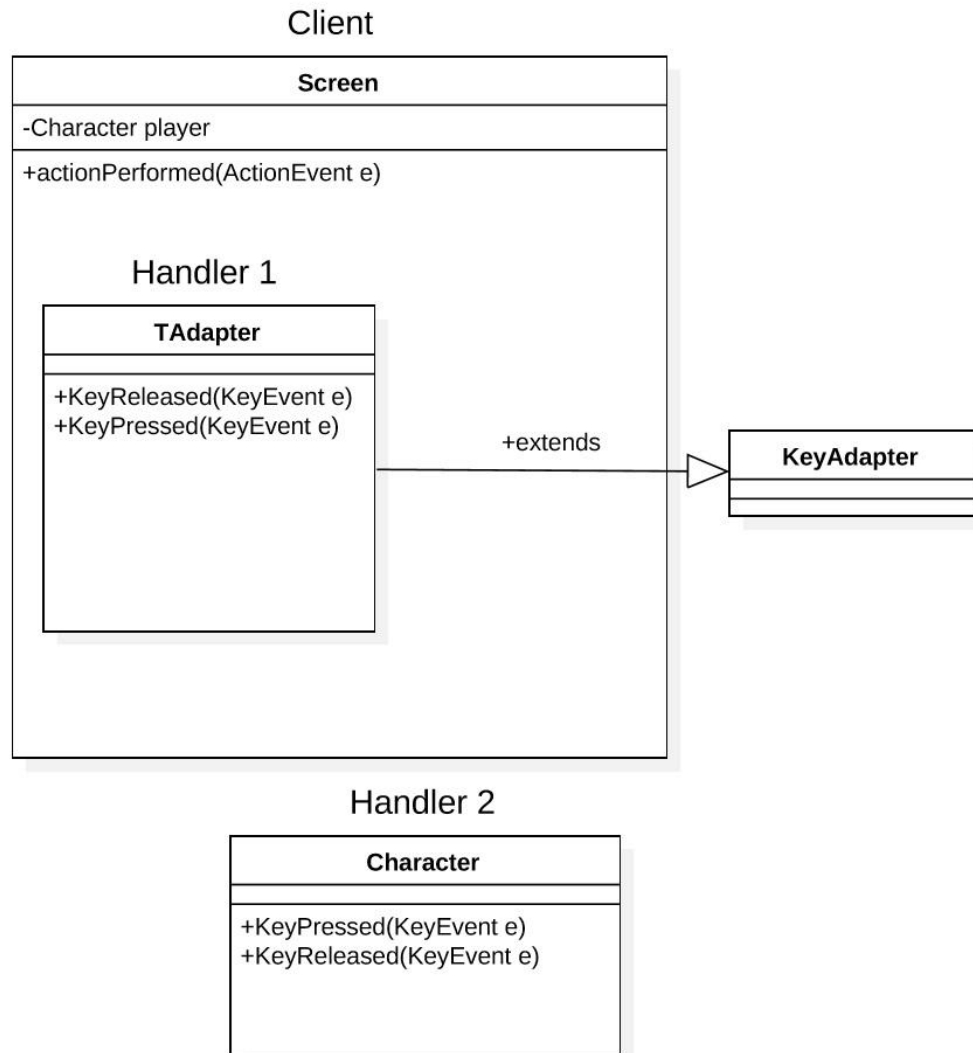 Client
Screen
-Character player
+actionPerformed(ActionEvent e)
Handler 1
TAdapter
+KeyReleased(KeyEvent e)
+KeyPressed(KeyEvent e)
+extends
KeyAdapter
Handler 2
Character
+KeyPressed(KeyEvent e)
+KeyReleased(KeyEvent e)